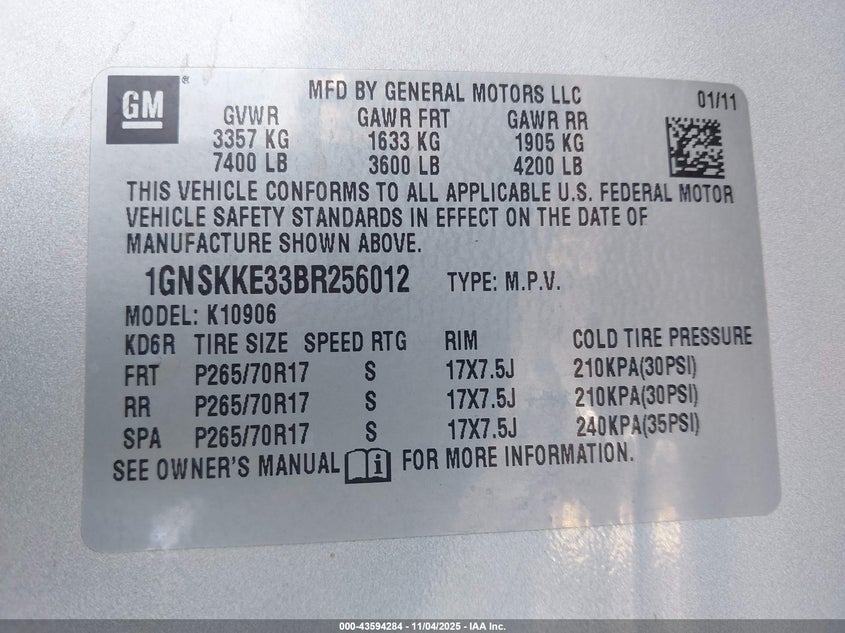 GM ®
MFD BY GENERAL MOTORS LLC 01/11
GVWR GAWR FRT GAWR RR
3357 KG 1633 KG 1905 KG
7400 LB 3600 LB 4200 LB
THIS VEHICLE CONFORMS TO ALL APPLICABLE U.S. FEDERAL MOTOR
VEHICLE SAFETY STANDARDS IN EFFECT ON THE DATE OF
MANUFACTURE SHOWN ABOVE.
1GNSKKE33BR256012 TYPE: M.P.V.
MODEL: K10906
KD6R TIRE SIZE SPEED RTG RIM COLD TIRE PRESSURE
FRT P265/70R17 S 17X7.5J 210KPA(30PSI)
RR P265/70R17 S 17X7.5J 210KPA(30PSI)
SPA P265/70R17 S 17X7.5J 240KPA(35PSI)
SEE OWNER'S MANUAL FOR MORE INFORMATION.
000-43594284 - 11/04/2025 - IAA Inc.